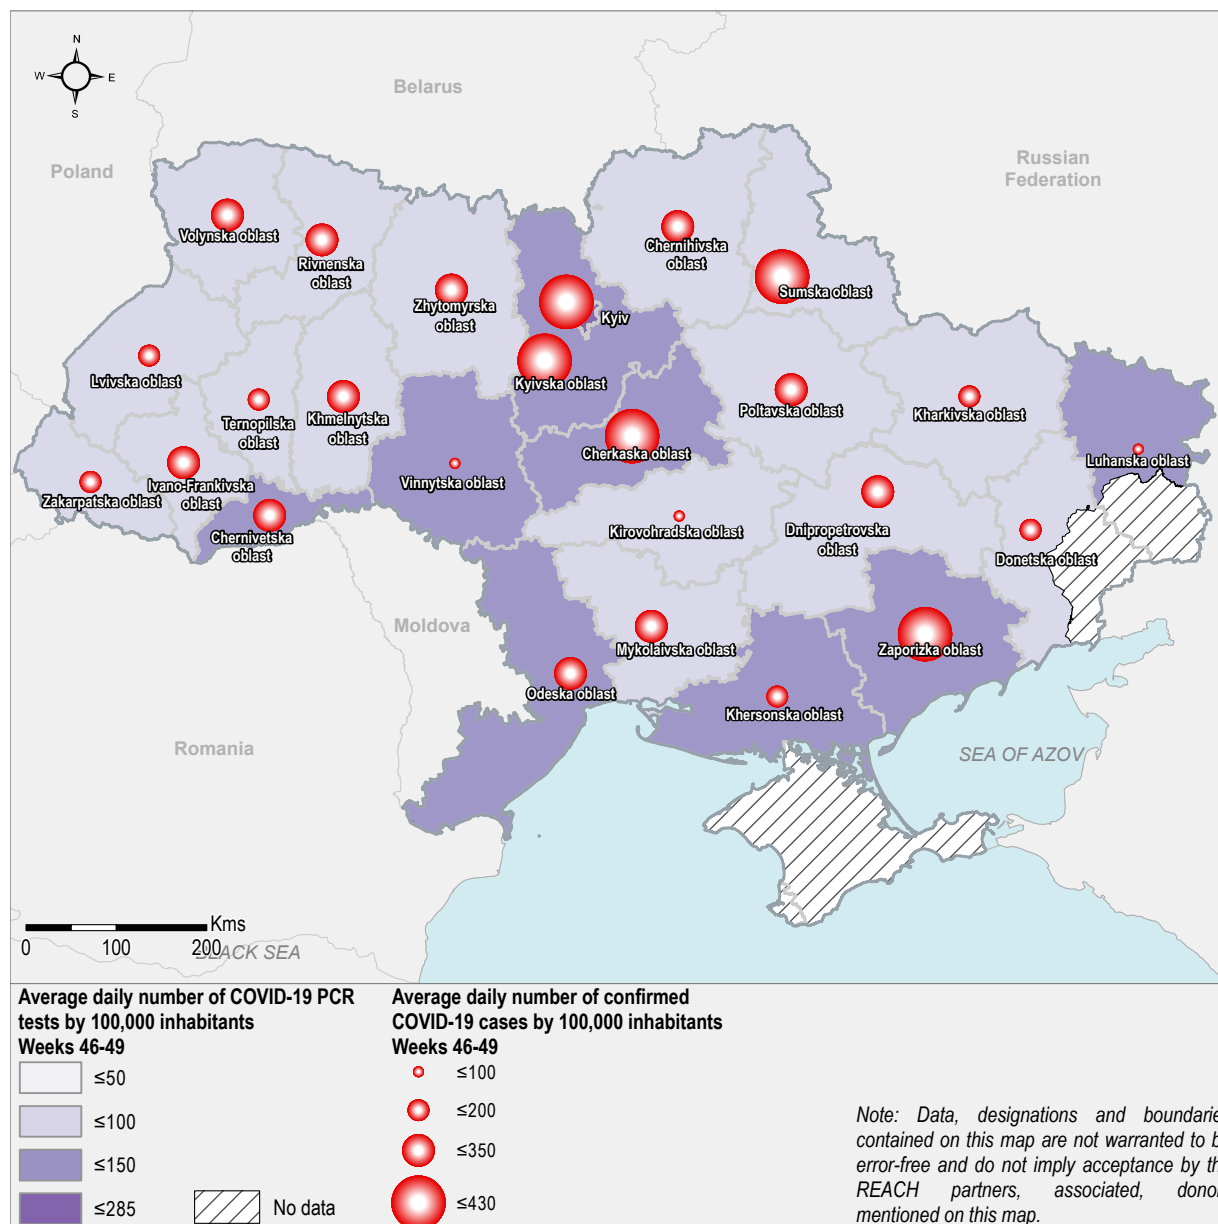 N
W
E
S
Belarus
Poland
Russian
Federation
Volynska oblast
Rivnenska
oblast
Zhytomyrska
oblast
Chernihivska
oblast
Sumska oblast
Kyiv
Kyivska oblast
Lvivska oblast
Ternopilska
oblast
Khmelnytska
oblast
Poltavska oblast
Kharkivska oblast
Cherkaska oblast
Luhanska oblast
Vinnytska oblast
Zakarpatska oblast
Ivano-Frankivska
oblast
Chernivetska
oblast
Kirovohradska oblast
Dnipropetrovska
oblast
Donetska oblast
Moldova
Mykolaivska oblast
Zaporizka oblast
Odeska oblast
Khersonska oblast
Romania
SEA OF AZOV
Kms
0
100
200
BLACK SEA
Average daily number of COVID-19 PCR
tests by 100,000 inhabitants
Weeks 46-49
≤50
≤100
≤150
≤285
No data
Average daily number of confirmed
COVID-19 cases by 100,000 inhabitants
Weeks 46-49
≤100
≤200
≤350
≤430
Note: Data, designations and boundarie
contained on this map are not warranted to b
error-free and do not imply acceptance by th
REACH partners, associated, dono
mentioned on this map.